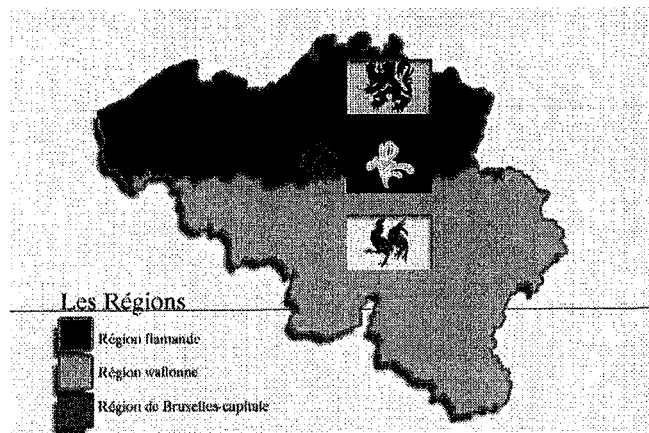 Les Régions
Région flamande
Région wallonne
Région de Bruxelles-capitale